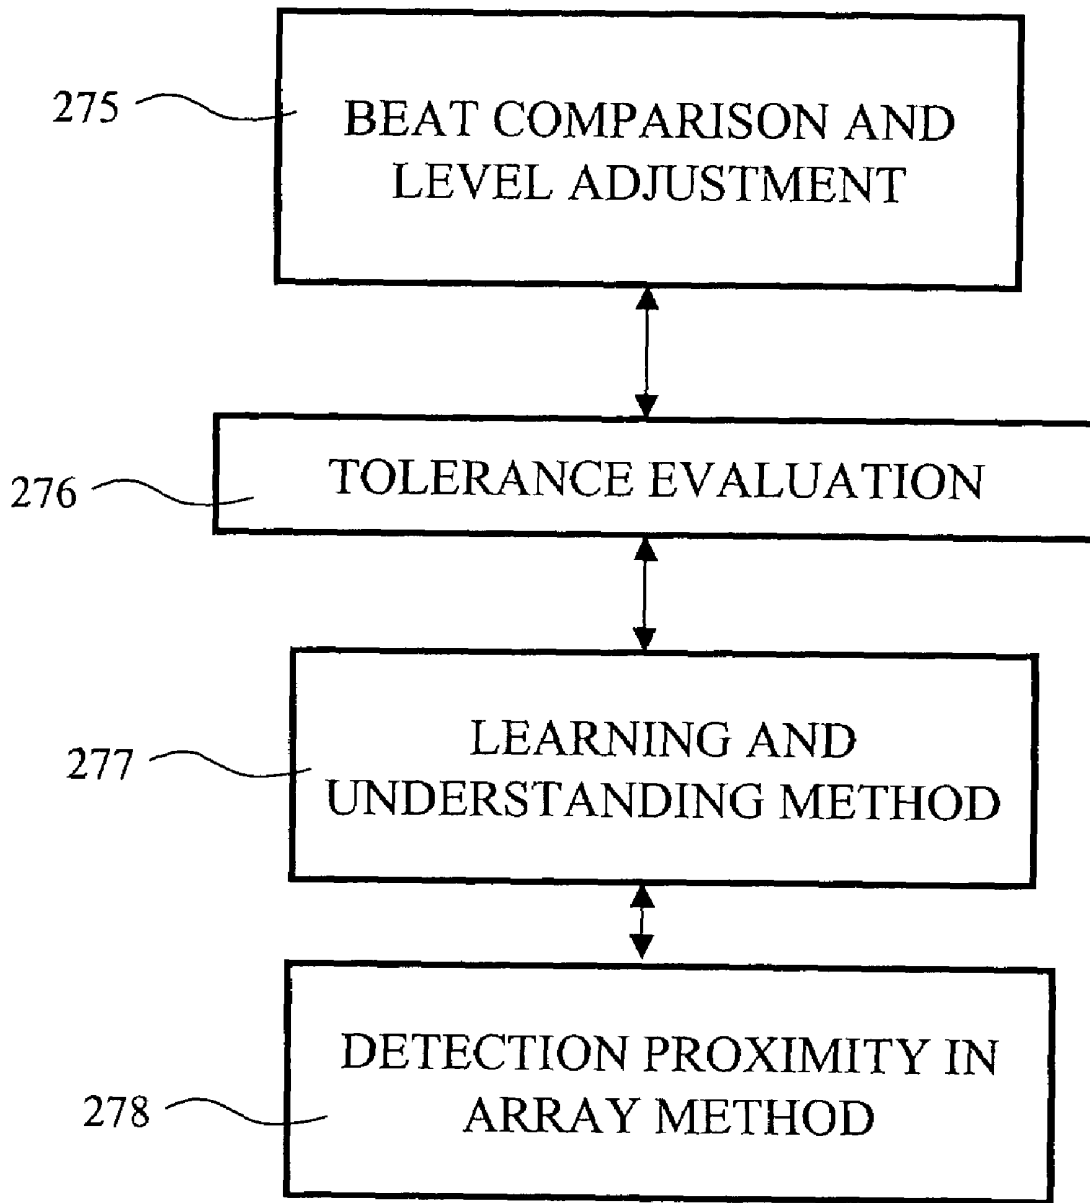 275
BEAT COMPARISON AND
LEVEL ADJUSTMENT
276
TOLERANCE EVALUATION
277
LEARNING AND
UNDERSTANDING METHOD
278
DETECTION PROXIMITY IN
ARRAY METHOD